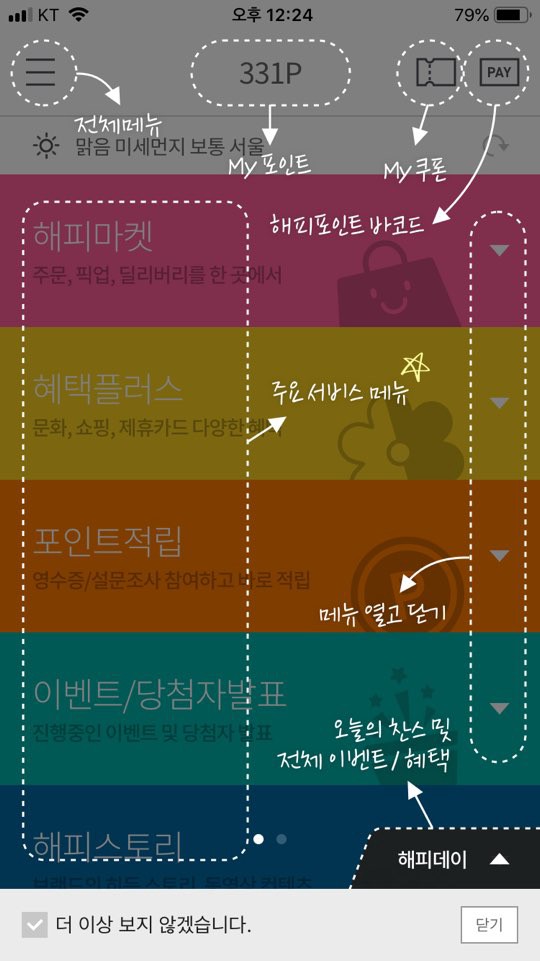 KT 오후 12:24 79%
331P
PAY
전체메뉴
맑음 미세먼지 보통 서울
My 포인트
My 쿠폰
해피포인트 바코드
해피마켓
주문, 픽업, 딜리버리를 한 곳에서
혜택플러스
주요 서비스 메뉴
문화, 쇼핑, 제휴카드 다양한 혜택
포인트적립
영수증/설문조사 참여하고 바로 적립
P
메뉴 열고 닫기
이벤트/당첨자발표
진행중인 이벤트 및 당첨자 발표
오늘의 찬스 및
전체 이벤트/혜택
해피스토리
해피데이
더 이상 보지 않겠습니다.
닫기